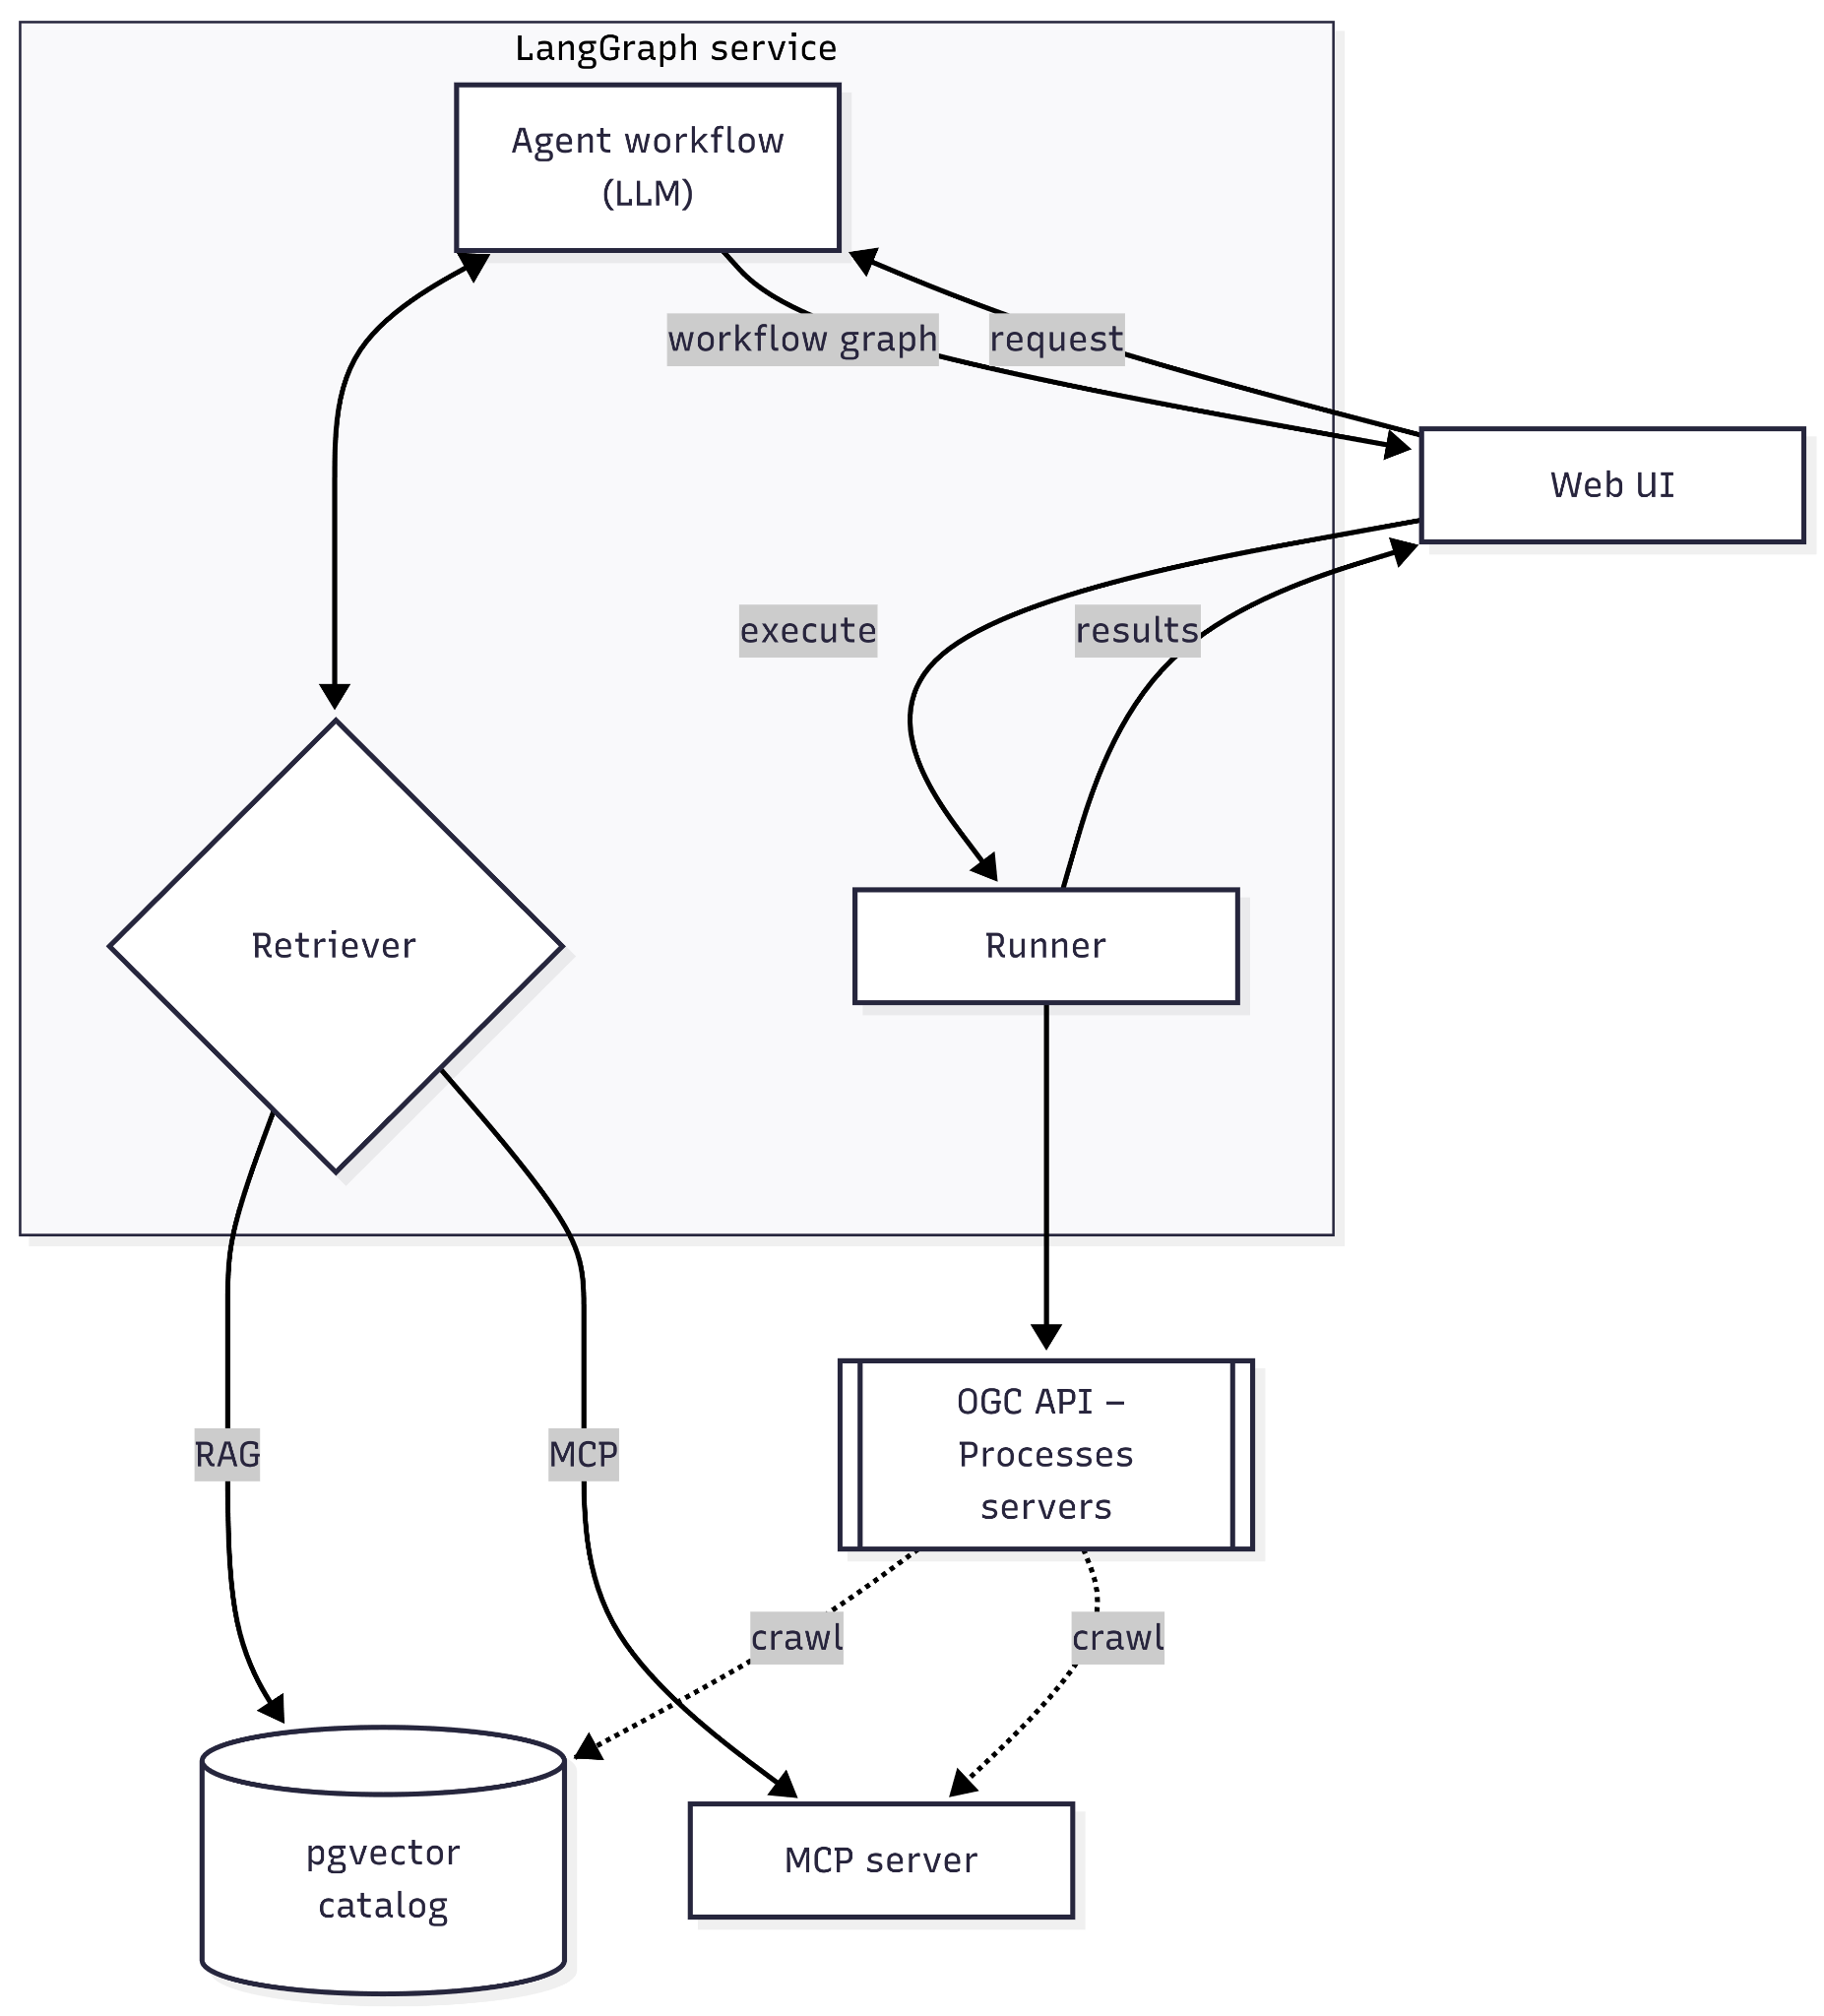 LangGraph service
Agent workflow
(LLM)
workflow graph
request
Web UI
execute
results
Retriever
Runner
OGC API –
Processes
servers
RAG
MCP
crawl
crawl
pgvector
catalog
MCP server